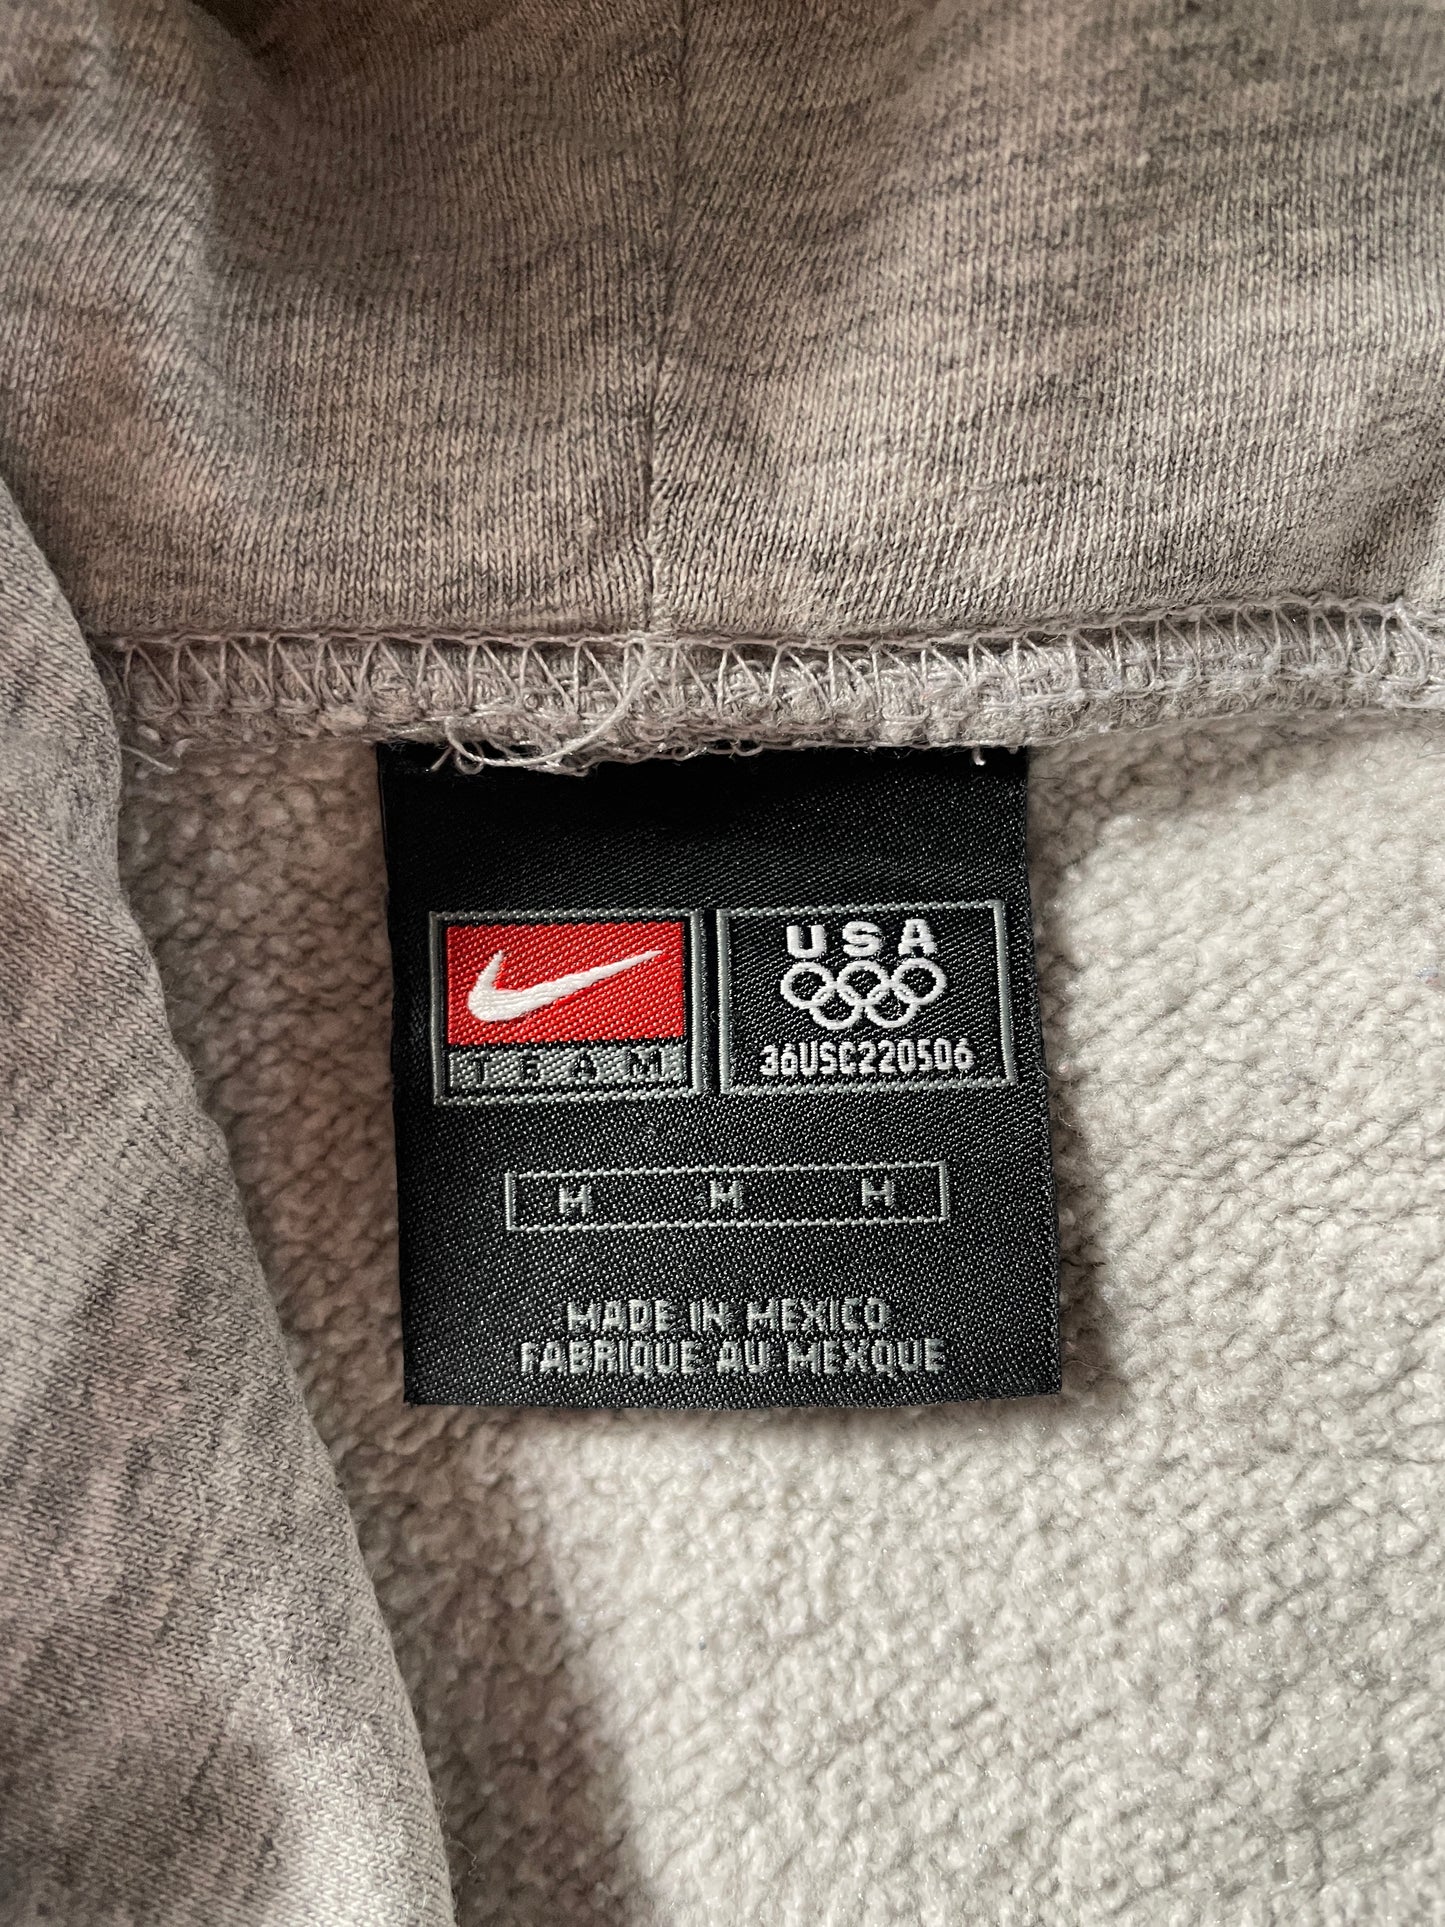 TEAM
USA
36USC220506
M M M
MADE IN MEXICO
FABRIQUE AU MEXQUE